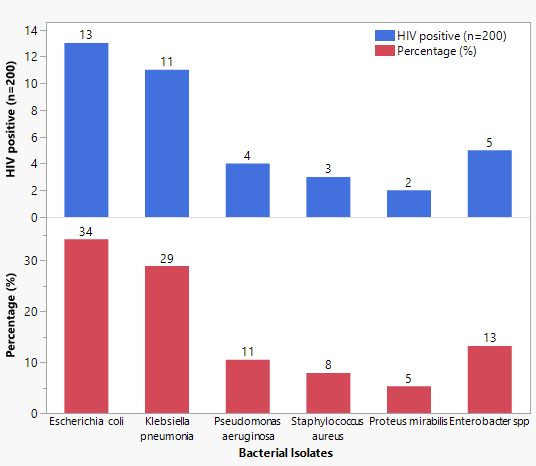 HIV positive (n=200)
Percentage (%)
HIV positive (n=200)
14
12
10
8
6
4
2
0
13
11
4
3
2
5
Percentage (%)
30
20
10
0
34
29
11
8
5
13
Escherichia coli
Klebsiella
pneumonia
Pseudomonas
aeruginosa
Staphylococcus
aureus
Proteus mirabilis
Enterobacter spp
Bacterial Isolates